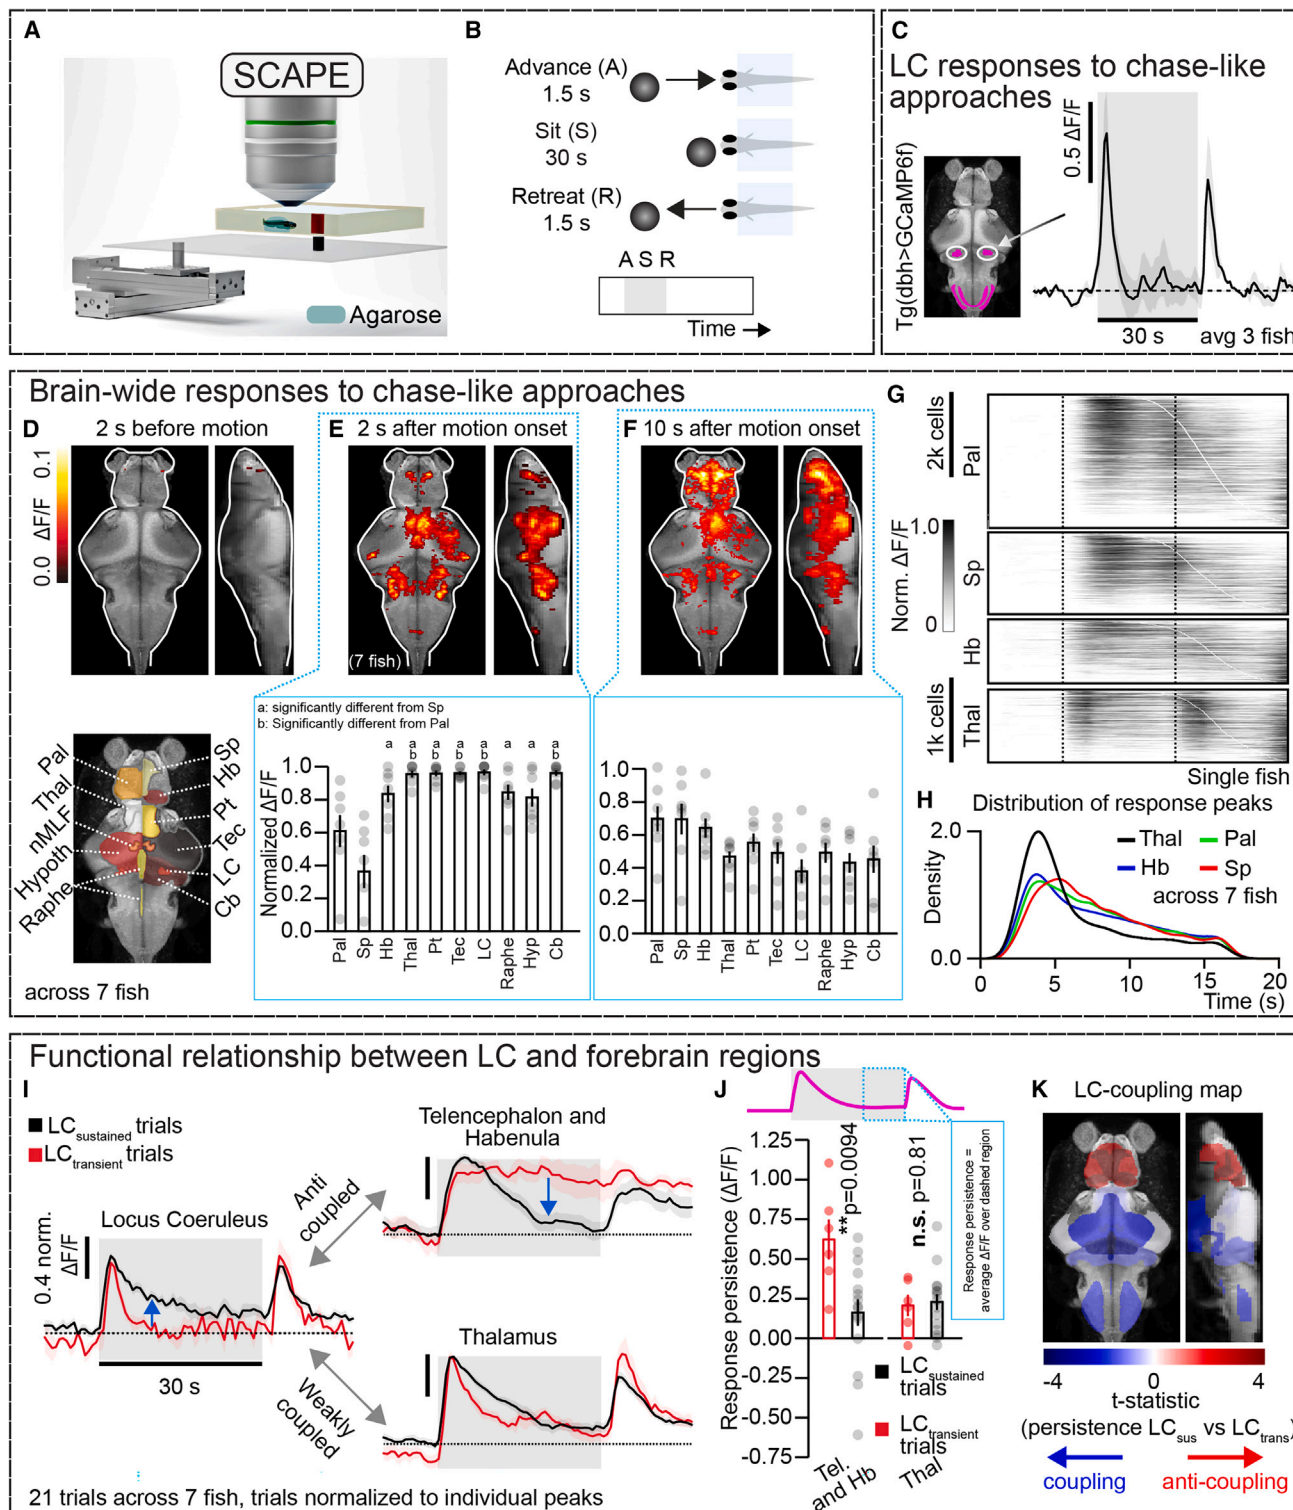 A
SCAPE
Agarose
B
Advance (A)
1.5 s
Sit (S)
30 s
Retreat (R)
1.5 s
A S R
Time
C
LC responses to chase-like
approaches
Tg(dbh>GCaMP6f)
0.5 ΔF/F
30 s
avg 3 fish
Brain-wide responses to chase-like approaches
D
2 s before motion
0.0 ΔF/F 0.1
E
2 s after motion onset
(7 fish)
F
10 s after motion onset
Pal
Thal
nMLF
Hypoth
Raphe
Sp
Hb
Pt
Tec
LC
Cb
across 7 fish
a: significantly different from Sp
b: Significantly different from Pal
a a a a a a a a
b b b b b
Normalized ΔF/F
1.0
0.8
0.6
0.4
0.2
0.0
Pal Sp Hb Thal Pt Tec LC Raphe Hyp Cb
1.0
0.8
0.6
0.4
0.2
0.0
Pal Sp Hb Thal Pt Tec LC Raphe Hyp Cb
G
2k cells
Pal
Norm. ΔF/F
1.0
0
Sp
Hb
1k cells
Thal
Single fish
H
Distribution of response peaks
Density
2.0
0.0
Thal Pal
Hb Sp
across 7 fish
0 5 10 15 20
Time (s)
Functional relationship between LC and forebrain regions
I
LCsustained trials
LCtransient trials
Locus Coeruleus
0.4 norm.
ΔF/F
30 s
Anti
coupled
Weakly
coupled
Telencephalon and
Habenula
Thalamus
21 trials across 7 fish, trials normalized to individual peaks
J
Response persistence (ΔF/F)
1.25
1.00
0.75
0.50
0.25
0.00
-0.25
-0.50
-0.75
**p=0.0094
n.s. p=0.81
Response persistence =
average ΔF/F over dashed region
LCsustained
trials
LCtransient
trials
Tel.
and Hb
Thal
K
LC-coupling map
-4 0 4
t-statistic
(persistence LCsus vs LCtrans)
coupling
anti-coupling